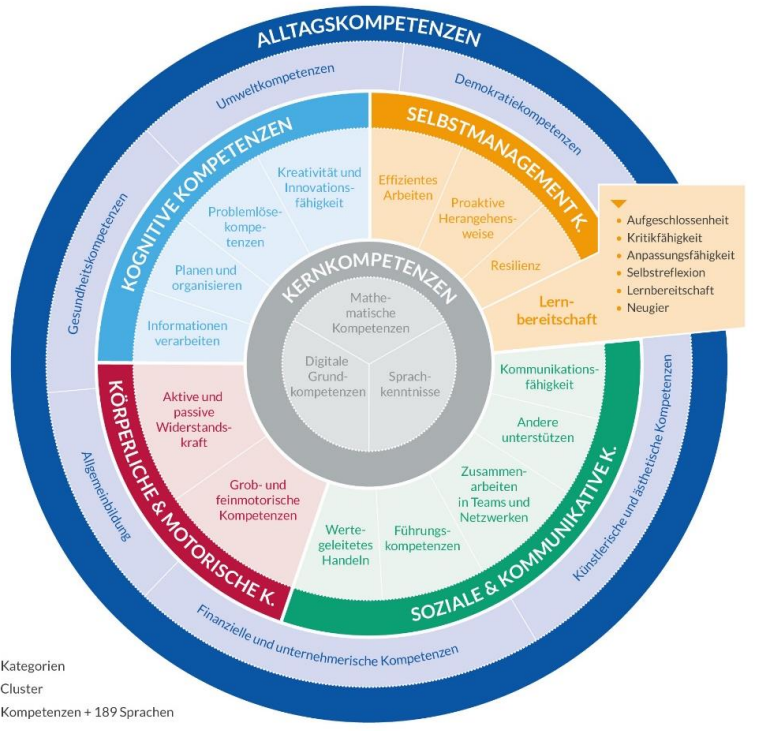 ALLTAGSKOMPETENZEN
Umweltkompetenzen
Demokratiekompetenzen
Gesundheitskompetenzen
KOGNITIVE KOMPETENZEN
SELBSTMANAGEMENT K.
Kreativität und
Innovations-
fähigkeit
Problemlöse-
kompe-
tenzen
Planen und
organisieren
Informationen
verarbeiten
Effizientes
Arbeiten
Proaktive
Herangehens-
weise
Resilienz
Lern-
bereitschaft
Aufgeschlossenheit
Kritikfähigkeit
Anpassungsfähigkeit
Selbstreflexion
Lernbereitschaft
Neugier
KERNKOMPETENZEN
Mathe-
matische
Kompetenzen
Digitale
Grund-
kompetenzen
Sprach-
kenntnisse
KÖRPERLICHE & MOTORISCHE K.
Aktive und
passive
Widerstands-
kraft
Grob- und
feinmotorische
Kompetenzen
SOZIALE & KOMMUNIKATIVE K.
Kommunikations-
fähigkeit
Andere
unterstützen
Zusammen-
arbeiten
in Teams und
Netzwerken
Führungs-
kompetenzen
Werte-
geleitetes
Handeln
Künstlerische und ästhetische Kompetenzen
Allgemeinbildung
Finanzielle und unternehmerische Kompetenzen
Kategorien
Cluster
Kompetenzen + 189 Sprachen